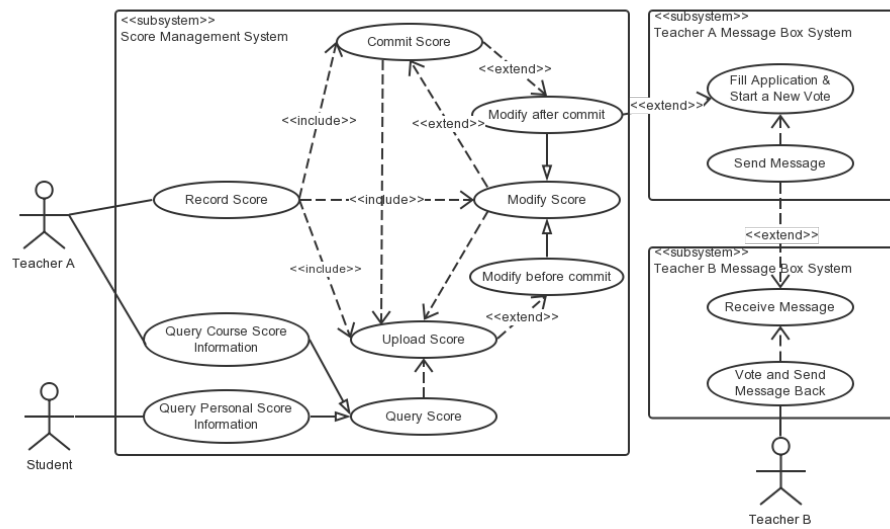 <<subsystem>>
Score Management System
Commit Score
<<extend>>
Modify after commit
<<include>>
<<extend>>
Record Score
<<include>>
Modify Score
<<include>>
Modify before commit
<<extend>>
Upload Score
Query Course Score
Information
Query Personal Score
Information
Query Score
Teacher A
Student
<<subsystem>>
Teacher A Message Box System
Fill Application &
Start a New Vote
<<extend>>
Send Message
<<extend>>
<<subsystem>>
Teacher B Message Box System
Receive Message
Vote and Send
Message Back
Teacher B